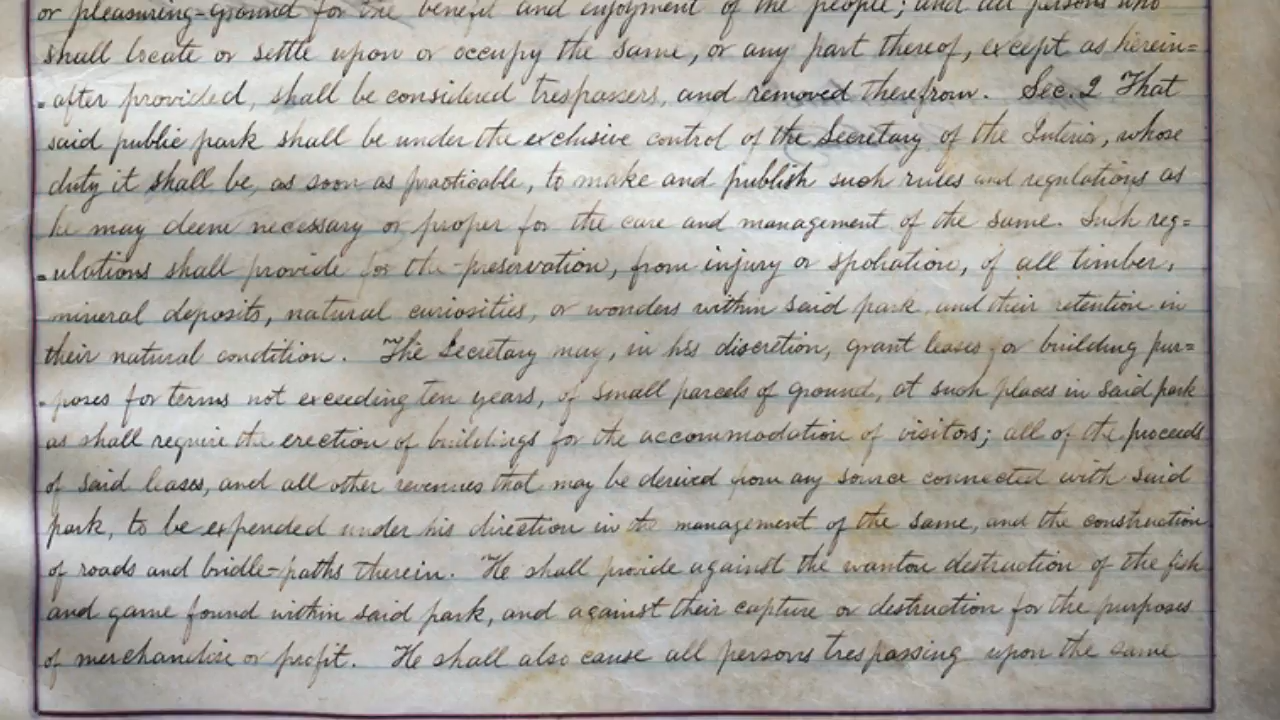 or pleasuring-ground for the benefit and enjoyment of the people; and all persons who
shall locate or settle upon or occupy the same, or any part thereof, except as herein=
-after provided, shall be considered trespassers, and removed therefrom. Sec. 2 That
said public park shall be under the exclusive control of the Secretary of the Interior, whose
duty it shall be, as soon as practicable, to make and publish such rules and regulations as
he may deem necessary or proper for the care and management of the same. Such reg=
-ulations shall provide for the preservation, from injury or spoliation, of all timber,
mineral deposits, natural curiosities, or wonders within said park, and their retention in
their natural condition. The Secretary may, in his discretion, grant leases for building pur=
-poses for terms not exceeding ten years, of small parcels of ground, at such places in said park
as shall require the erection of buildings for the accommodation of visitors; all of the proceeds
of said leases, and all other revenues that may be derived from any source connected with said
park, to be expended under his direction in the management of the same, and the construction
of roads and bridle-paths therein. He shall provide against the wanton destruction of the fish
and game found within said park, and against their capture or destruction for the purposes
of merchandise or profit. He shall also cause all persons trespassing upon the same